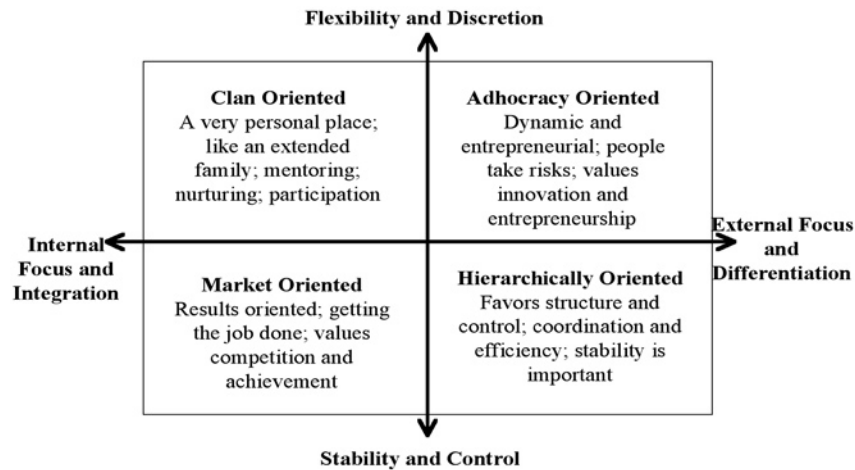 Flexibility and Discretion
Clan Oriented
A very personal place;
like an extended
family; mentoring;
nurturing; participation
Adhocracy Oriented
Dynamic and
entrepreneurial; people
take risks; values
innovation and
entrepreneurship
Internal
Focus and
Integration
External Focus
and
Differentiation
Market Oriented
Results oriented; getting
the job done; values
competition and
achievement
Hierarchically Oriented
Favors structure and
control; coordination and
efficiency; stability is
important
Stability and Control